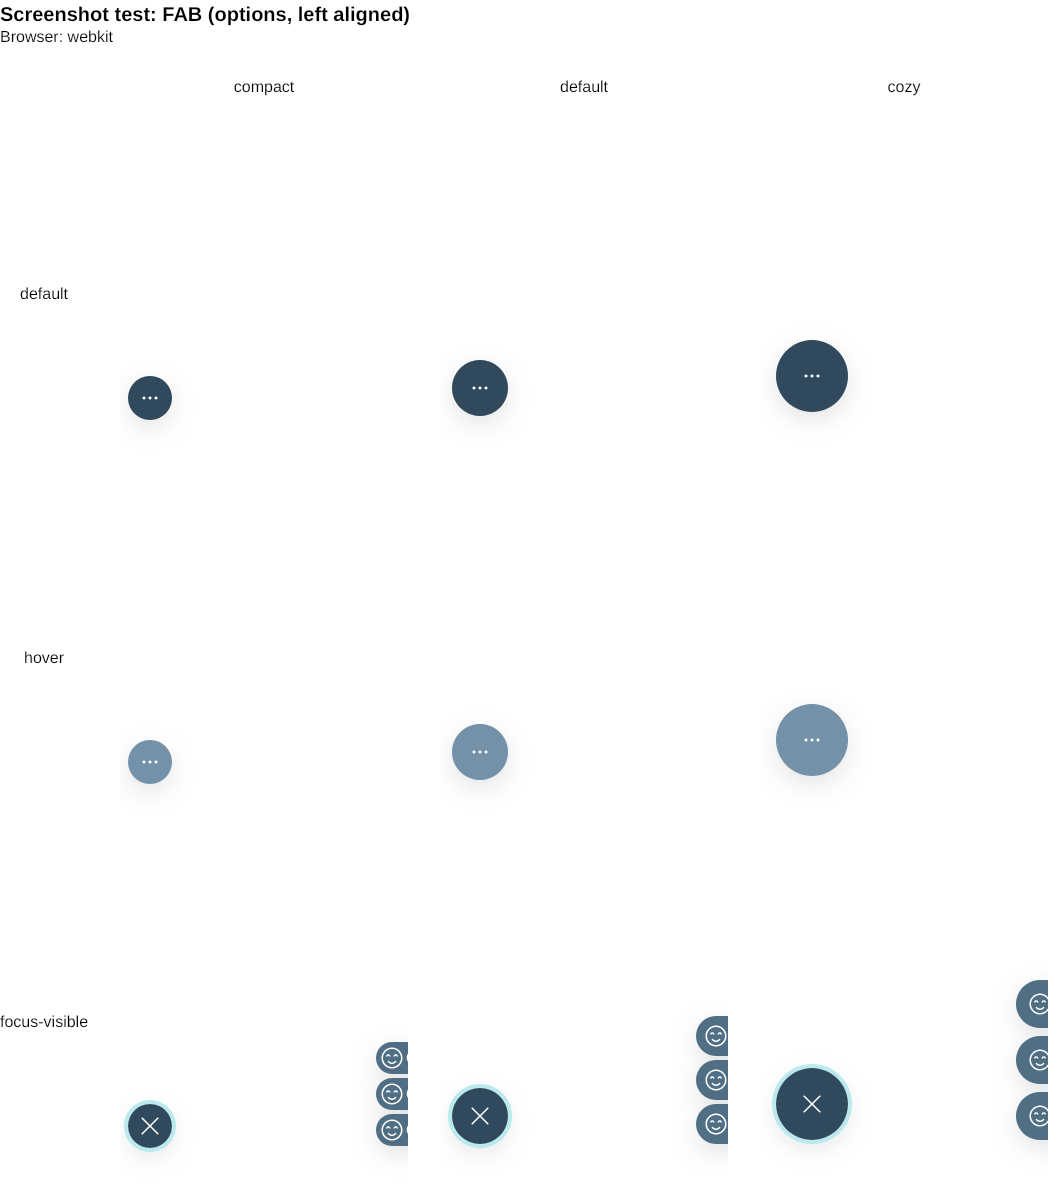 Screenshot test: FAB (options, left aligned)
Browser: webkit
compact default cozy
default
hover
focus-visible